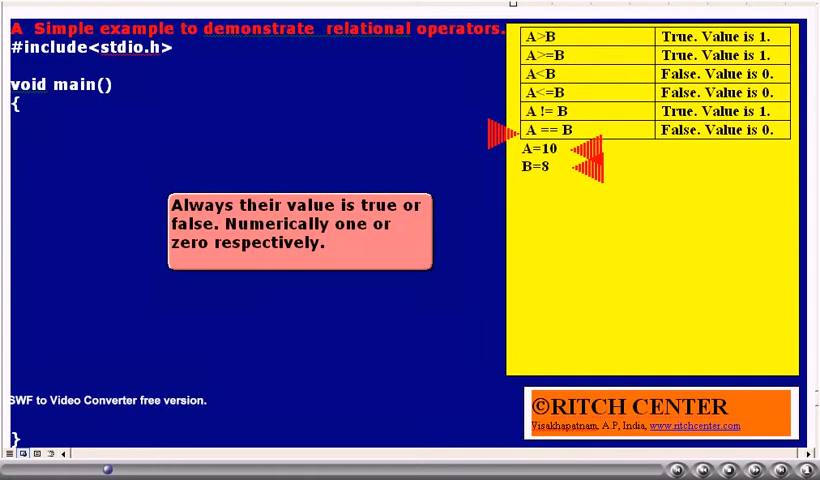 A Simple example to demonstrate relational operators.
#include<stdio.h>
void main()
{
Always their value is true or
false. Numerically one or
zero respectively.
SWF to Video Converter free version.
}
A>B True. Value is 1.
A>=B True. Value is 1.
A<B False. Value is 0.
A<=B False. Value is 0.
A != B True. Value is 1.
A == B False. Value is 0.
A=10
B=8
©RITCH CENTER
Visakhapatnam, A.P, India, www.ritchcenter.com